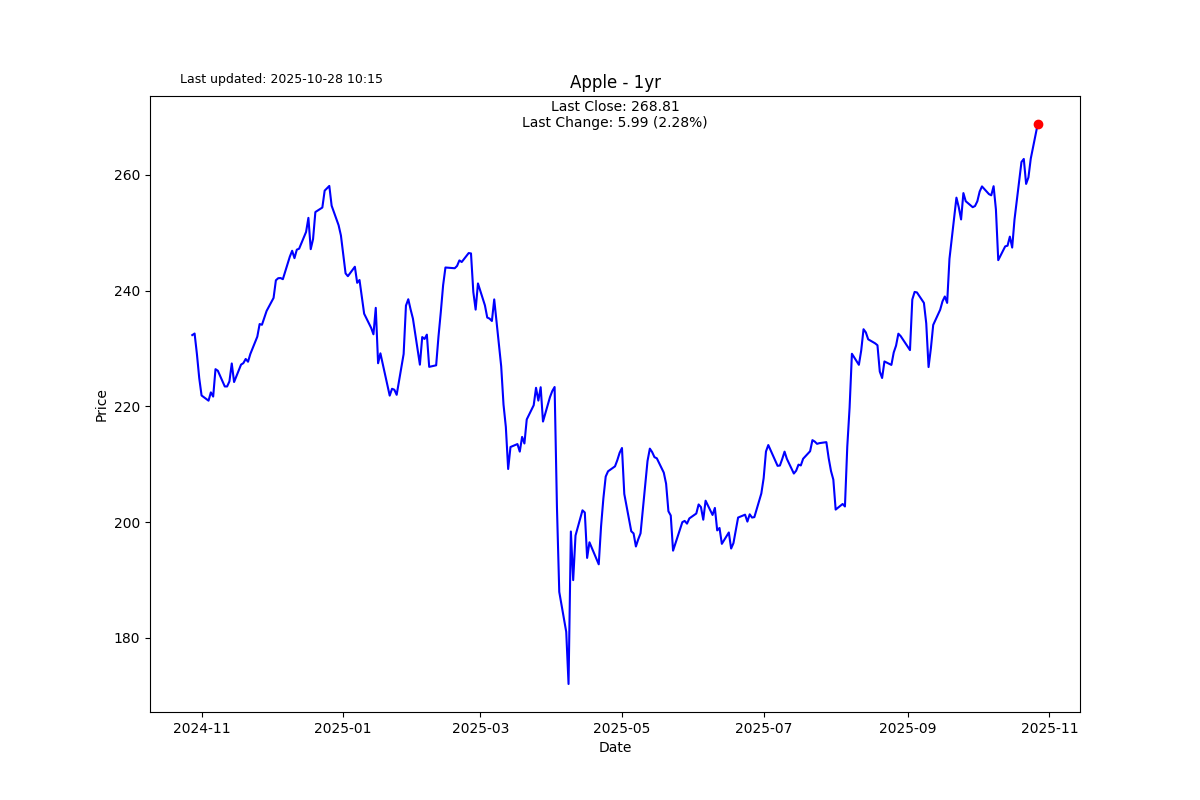 Last updated: 2025-10-28 10:15
Apple - 1yr
Last Close: 268.81
Last Change: 5.99 (2.28%)
260
240
220
200
180
Price
2024-11
2025-01
2025-03
2025-05
2025-07
2025-09
2025-11
Date